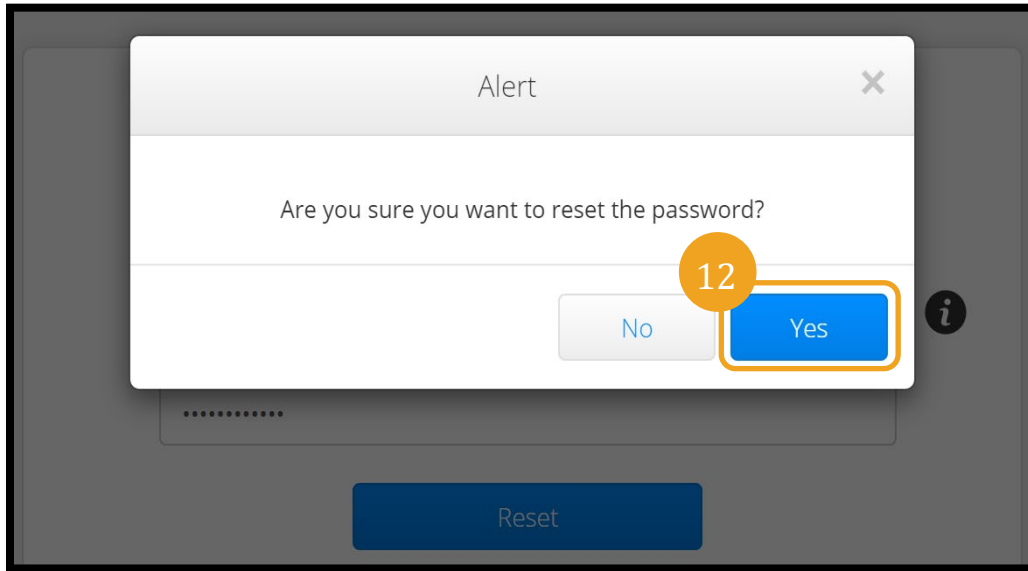 Alert
Are you sure you want to reset the password?
12
No
Yes
i
••••••••••••
Reset